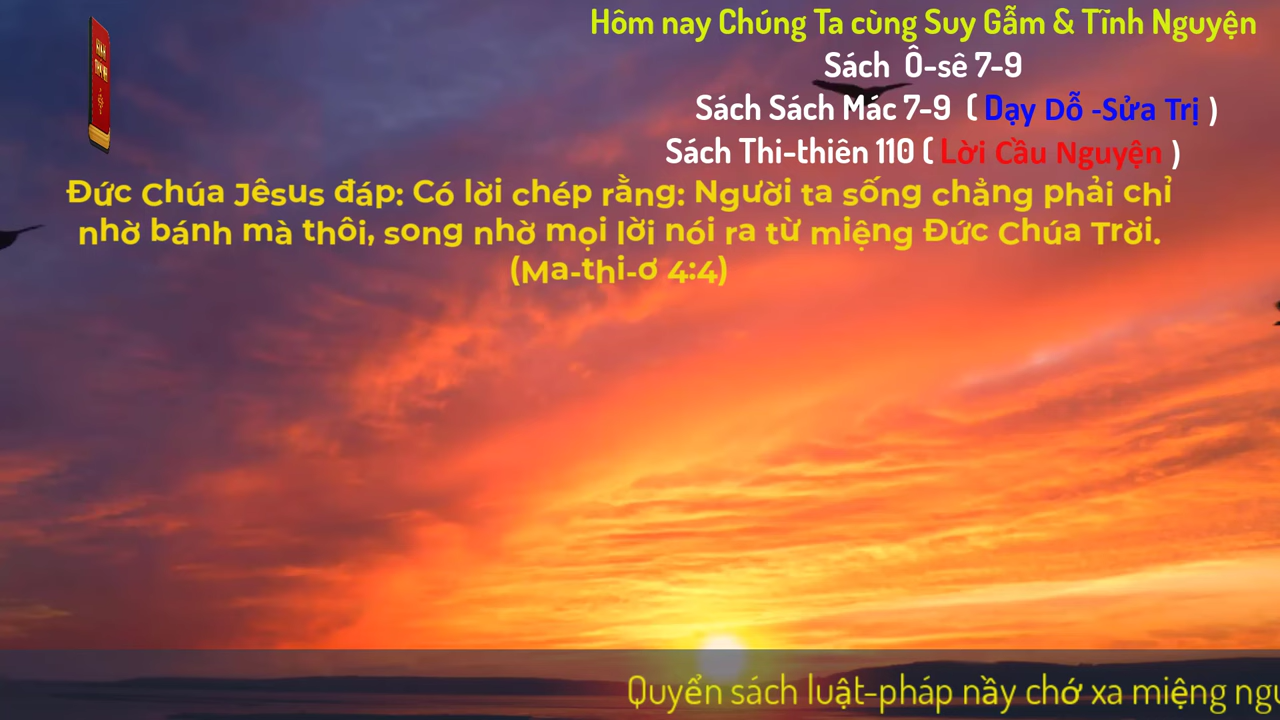 Hôm nay Chúng Ta cùng Suy Gẫm & Tĩnh Nguyện
Sách Ô-sê 7-9
Sách Sách Mác 7-9 ( Dạy Dỗ -Sửa Trị )
Sách Thi-thiên 110 ( Lời Cầu Nguyện )
Đức Chúa Jêsus đáp: Có lời chép rằng: Người ta sống chẳng phải chỉ
nhờ bánh mà thôi, song nhờ mọi lời nói ra từ miệng Đức Chúa Trời.
(Ma-thi-ơ 4:4)
Quyển sách luật-pháp nầy chớ xa miệng ngư